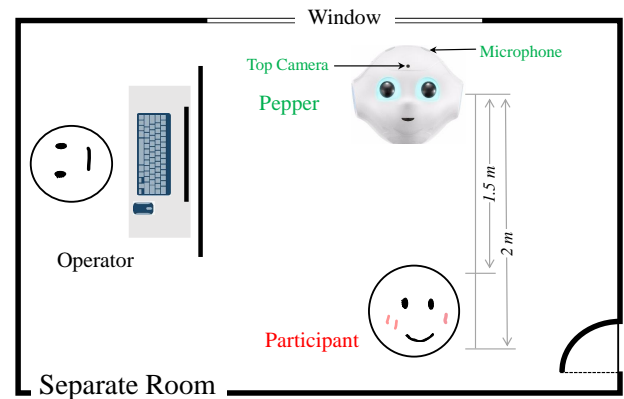 Window
Microphone
Top Camera
Pepper
1.5 m
2 m
Operator
Participant
Separate Room